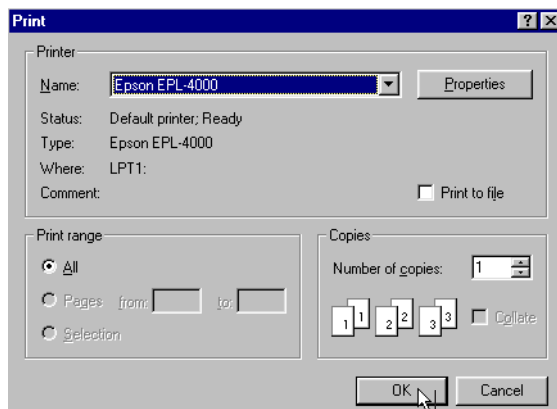 Print
Printer
Name: Epson EPL-4000 Properties
Status: Default printer; Ready
Type: Epson EPL-4000
Where: LPT1:
Comment: Print to file
Print range
All
Pages from: to:
Selection
Copies
Number of copies: 1
1 1 2 2 3 3 Collate
OK Cancel